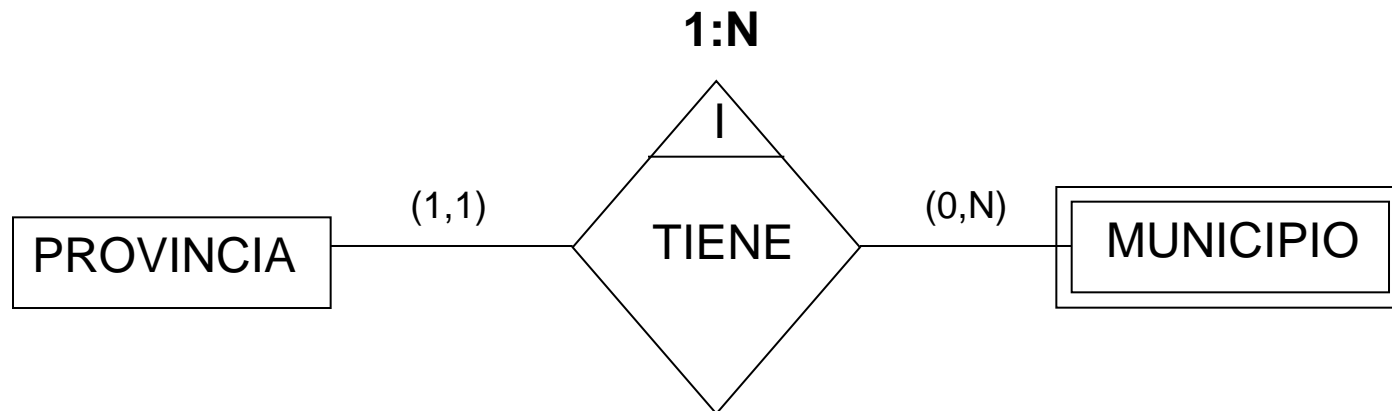 1:N
I
(1,1)
(0,N)
PROVINCIA
TIENE
MUNICIPIO